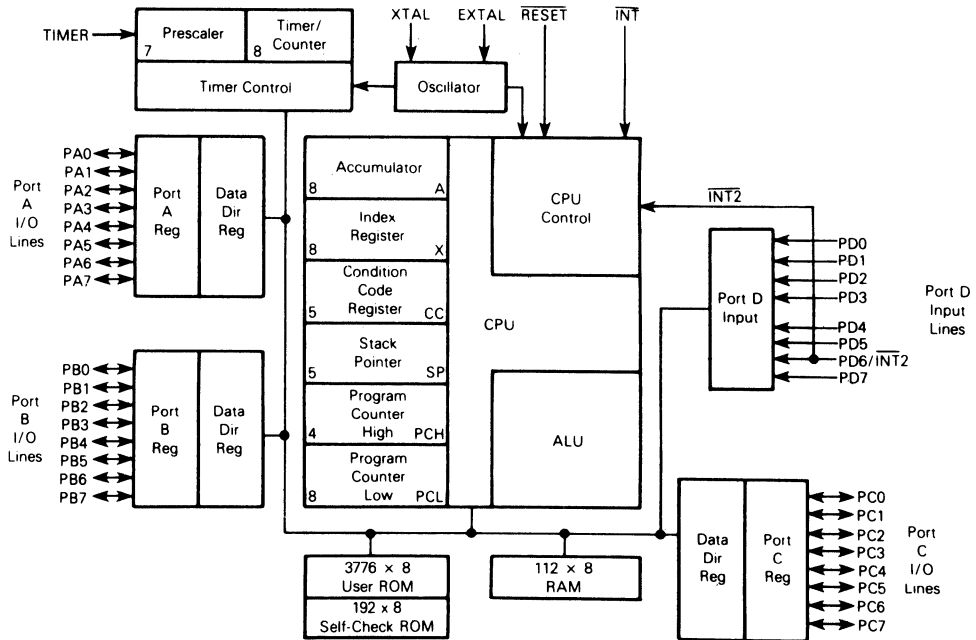 XTAL EXTAL RESET INT
TIMER
Prescaler
7
Timer/
Counter
8
Timer Control
Oscillator
Port
A
I/O
Lines
PA0
PA1
PA2
PA3
PA4
PA5
PA6
PA7
Port
A
Reg
Data
Dir
Reg
Accumulator
8 A
Index
Register
8 X
Condition
Code
Register
5 CC
Stack
Pointer
5 SP
Program
Counter
High
4 PCH
Program
Counter
Low
8 PCL
CPU
CPU
Control
ALU
INT2
Port D
Input
PD0
PD1
PD2
PD3
PD4
PD5
PD6/INT2
PD7
Port D
Input
Lines
Port
B
I/O
Lines
PB0
PB1
PB2
PB3
PB4
PB5
PB6
PB7
Port
B
Reg
Data
Dir
Reg
3776 × 8
User ROM
192 x 8
Self-Check ROM
112 × 8
RAM
Data
Dir
Reg
Port
C
Reg
PC0
PC1
PC2
PC3
PC4
PC5
PC6
PC7
Port
C
I/O
Lines